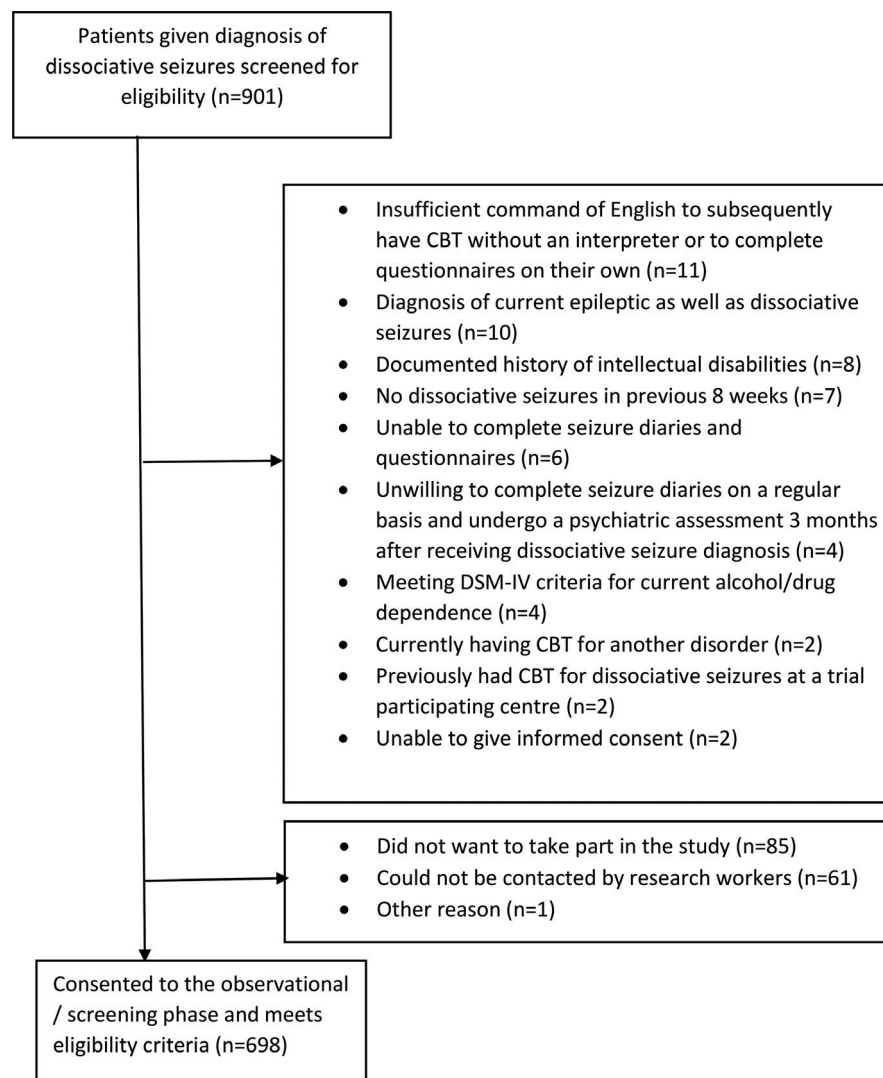 Patients given diagnosis of
dissociative seizures screened for
eligibility (n=901)
• Insufficient command of English to subsequently
have CBT without an interpreter or to complete
questionnaires on their own (n=11)
• Diagnosis of current epileptic as well as dissociative
seizures (n=10)
• Documented history of intellectual disabilities (n=8)
• No dissociative seizures in previous 8 weeks (n=7)
• Unable to complete seizure diaries and
questionnaires (n=6)
• Unwilling to complete seizure diaries on a regular
basis and undergo a psychiatric assessment 3 months
after receiving dissociative seizure diagnosis (n=4)
• Meeting DSM-IV criteria for current alcohol/drug
dependence (n=4)
• Currently having CBT for another disorder (n=2)
• Previously had CBT for dissociative seizures at a trial
participating centre (n=2)
• Unable to give informed consent (n=2)
• Did not want to take part in the study (n=85)
• Could not be contacted by research workers (n=61)
• Other reason (n=1)
Consented to the observational
/ screening phase and meets
eligibility criteria (n=698)